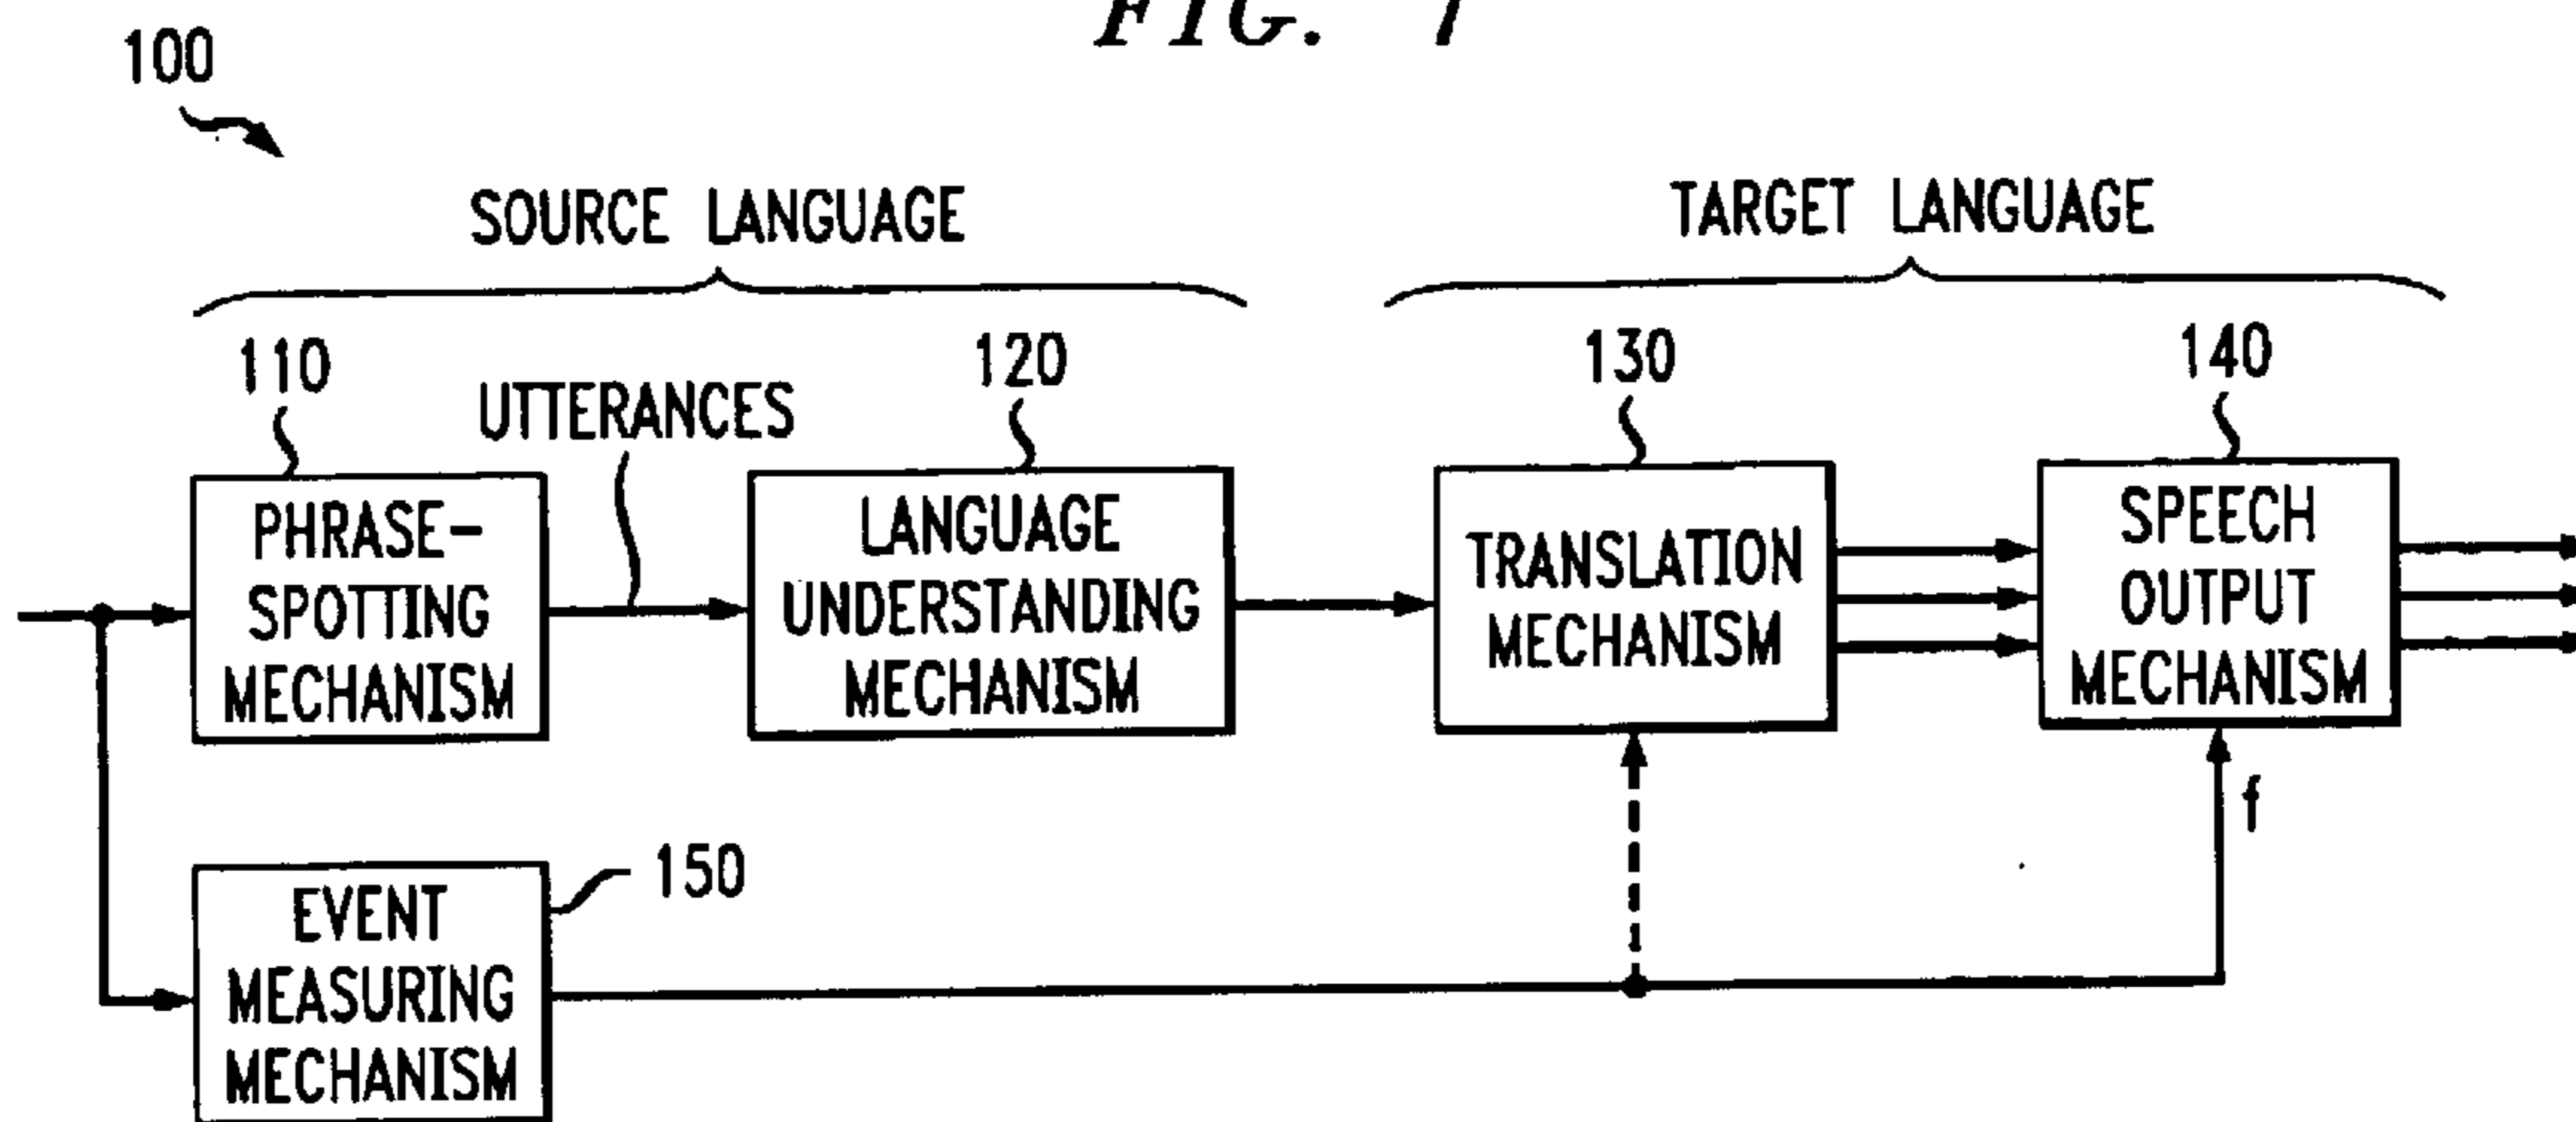 FIG.
100
SOURCE LANGUAGE
TARGET LANGUAGE
110
UTTERANCES
120
130
140
PHRASE-
SPOTTING
MECHANISM
LANGUAGE
UNDERSTANDING
MECHANISM
TRANSLATION
MECHANISM
SPEECH
OUTPUT
MECHANISM
f
150
EVENT
MEASURING
MECHANISM